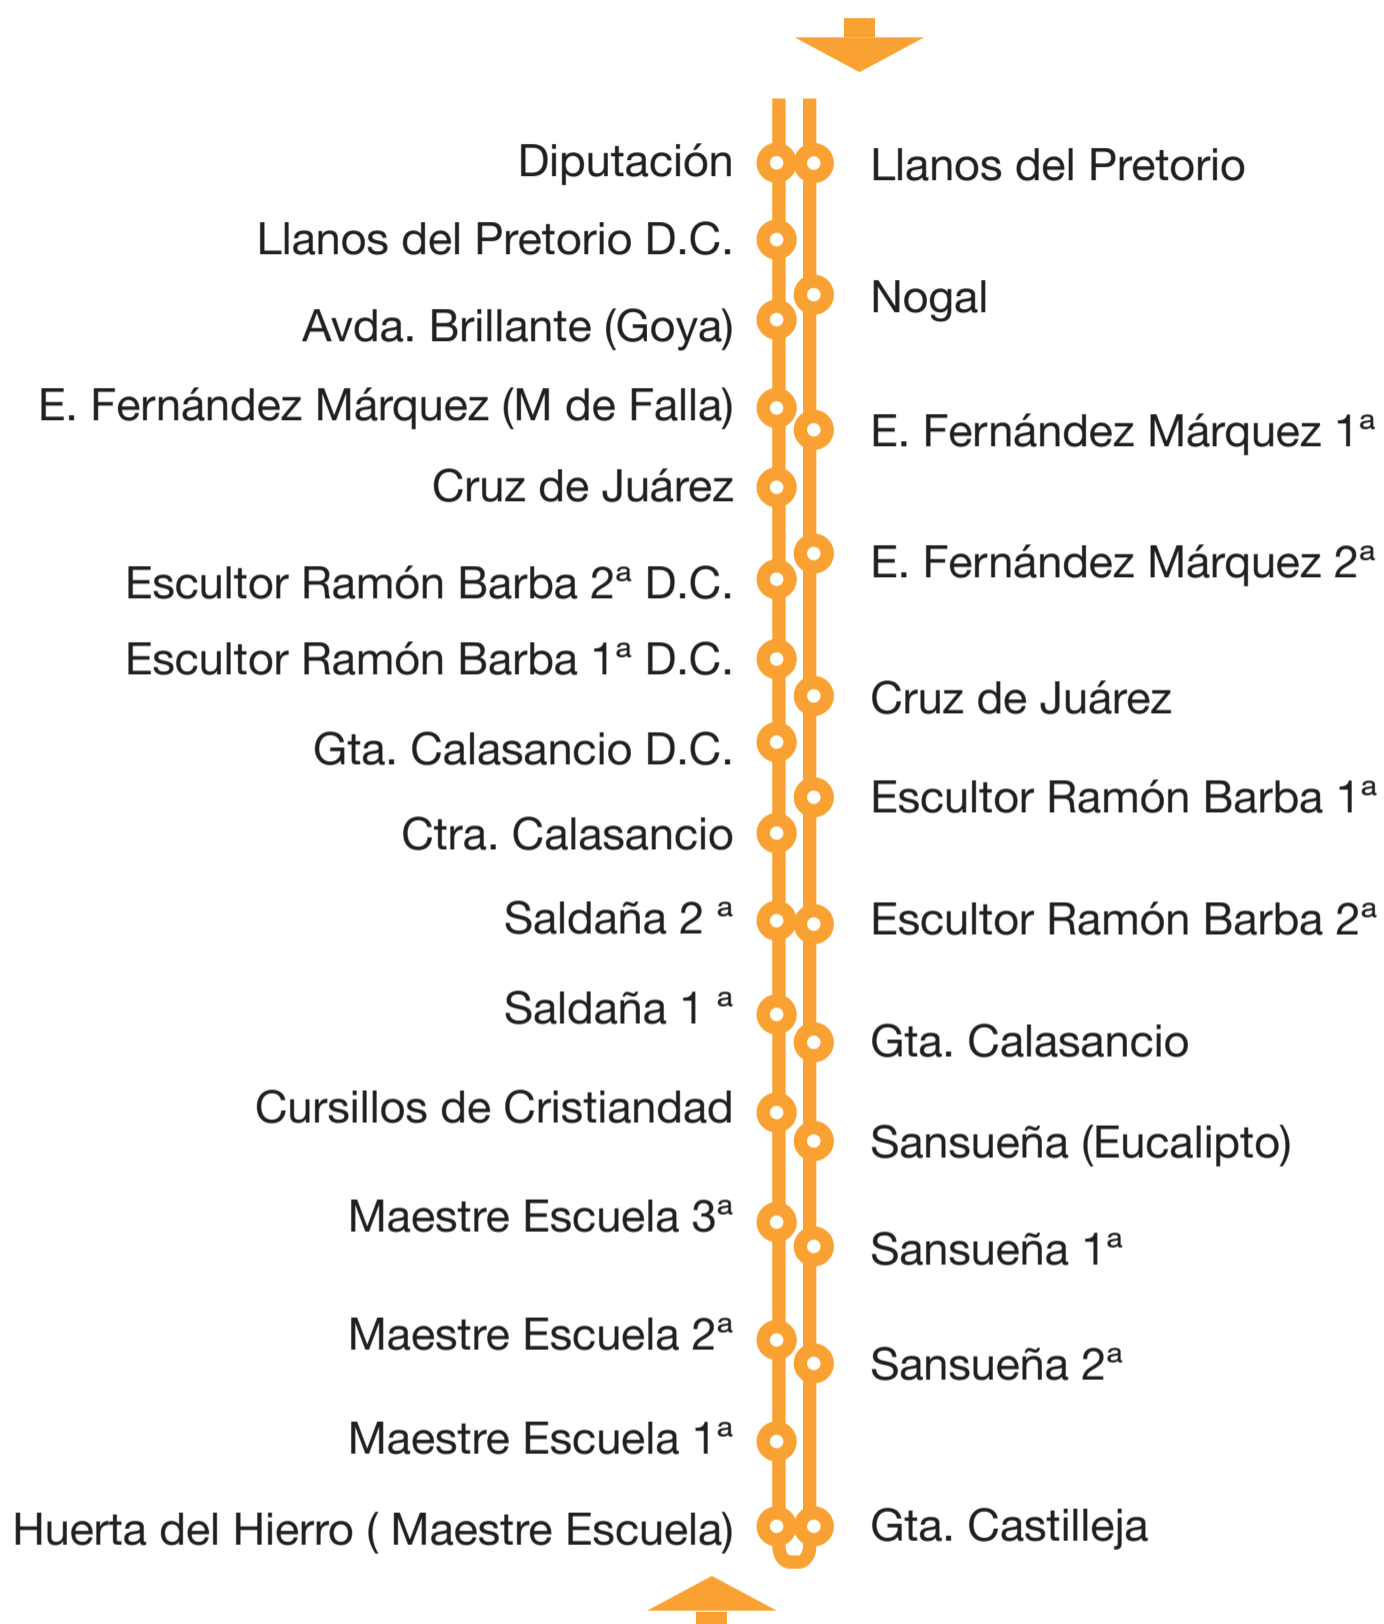 Diputación
Llanos del Pretorio D.C.
Avda. Brillante (Goya)
E. Fernández Márquez (M de Falla)
Cruz de Juárez
Escultor Ramón Barba 2ª D.C.
Escultor Ramón Barba 1ª D.C.
Gta. Calasancio D.C.
Ctra. Calasancio
Saldaña 2 ª
Saldaña 1 ª
Cursillos de Cristiandad
Maestre Escuela 3ª
Maestre Escuela 2ª
Maestre Escuela 1ª
Huerta del Hierro ( Maestre Escuela)
Llanos del Pretorio
Nogal
E. Fernández Márquez 1ª
E. Fernández Márquez 2ª
Cruz de Juárez
Escultor Ramón Barba 1ª
Escultor Ramón Barba 2ª
Gta. Calasancio
Sansueña (Eucalipto)
Sansueña 1ª
Sansueña 2ª
Gta. Castilleja